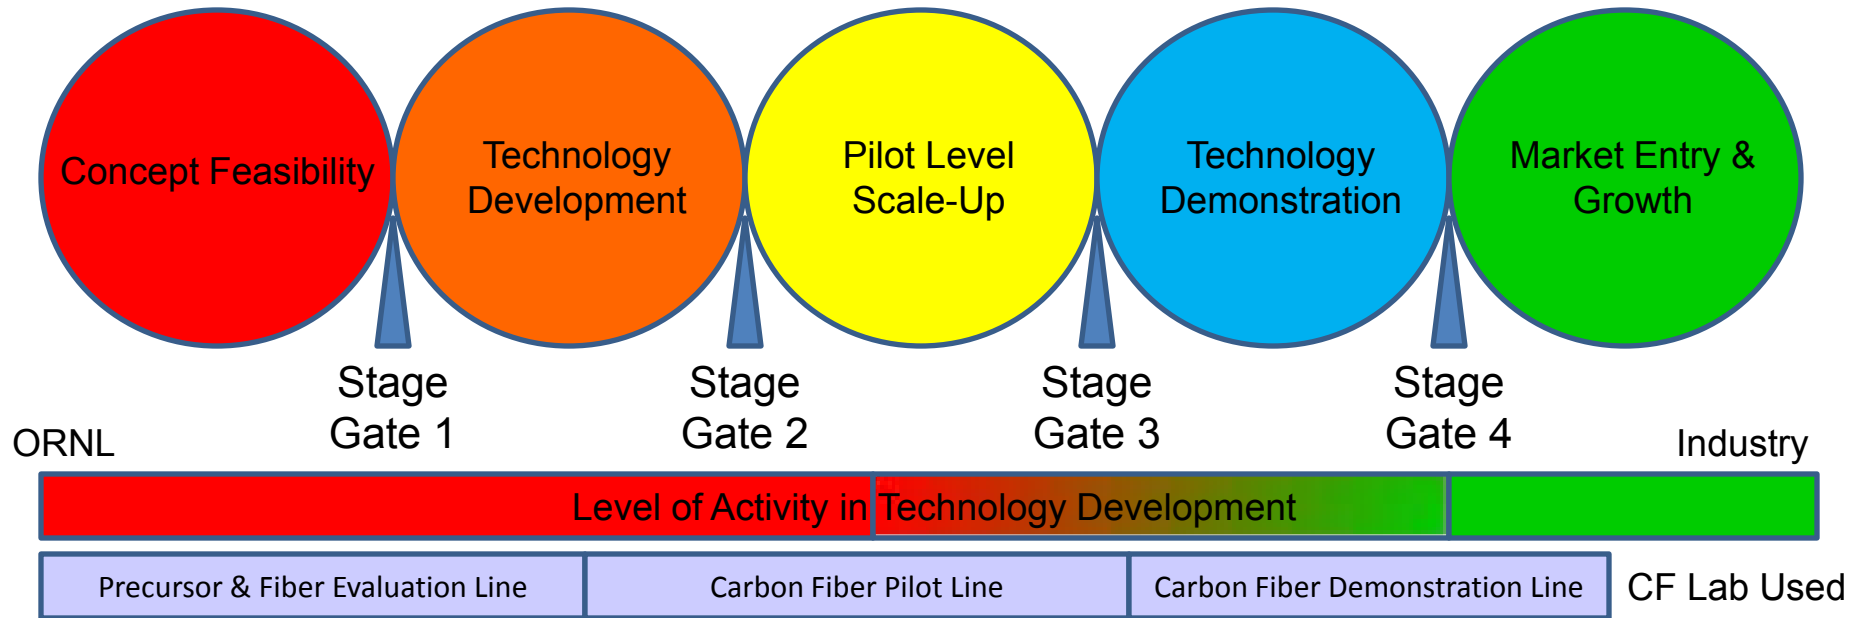 Concept Feasibility
Technology
Development
Pilot Level
Scale-Up
Technology
Demonstration
Market Entry &
Growth
Stage
Gate 1
Stage
Gate 2
Stage
Gate 3
Stage
Gate 4
ORNL
Industry
Level of Activity in Technology Development
Precursor & Fiber Evaluation Line
Carbon Fiber Pilot Line
Carbon Fiber Demonstration Line
CF Lab Used